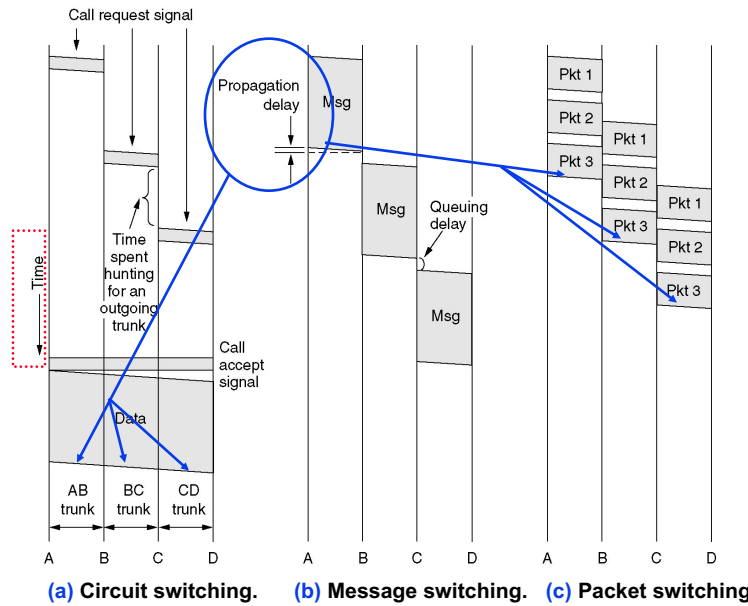 Call request signal
Propagation
delay
Msg
Pkt 1
Pkt 2
Pkt 3
Pkt 1
Pkt 2
Pkt 3
Pkt 1
Pkt 2
Pkt 3
Msg
Queuing
delay
Msg
Time
spent
hunting
for an
outgoing
trunk
Time
Call
accept
signal
Data
AB
trunk
BC
trunk
CD
trunk
A
B
C
D
A
B
C
D
A
B
C
D
(a) Circuit switching.
(b) Message switching.
(c) Packet switching